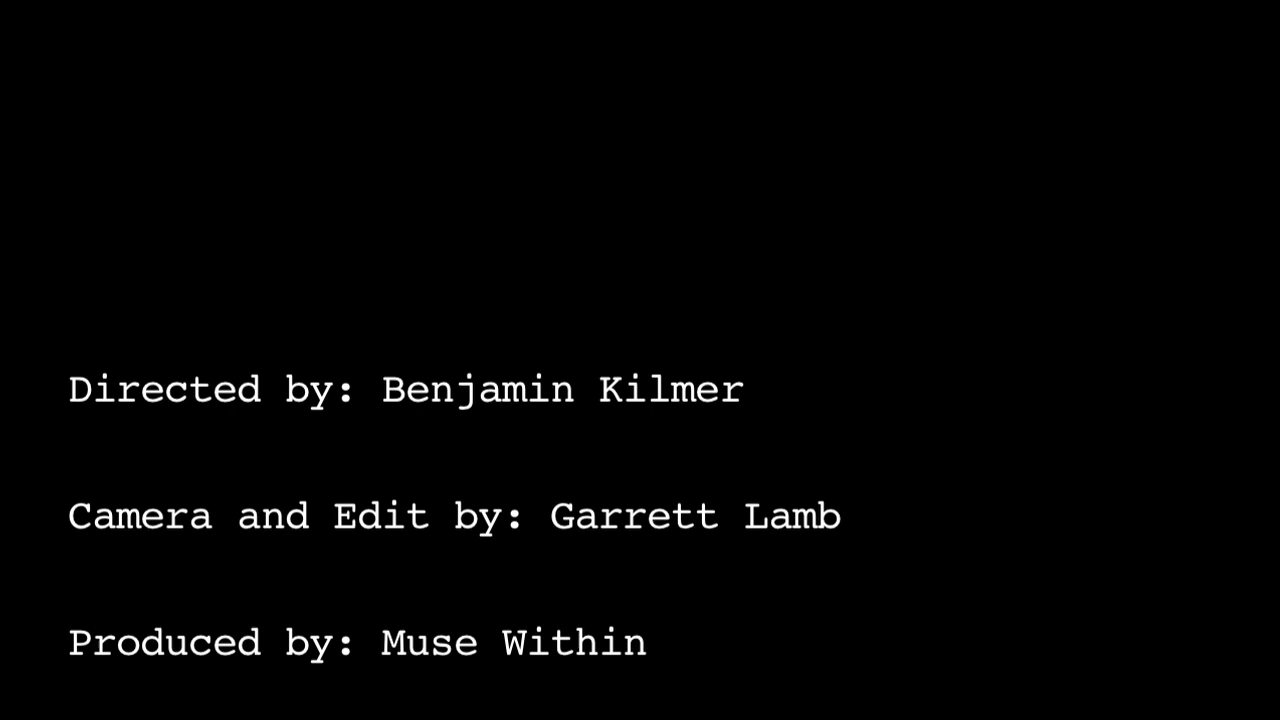 Directed by: Benjamin Kilmer
Camera and Edit by: Garrett Lamb
Produced by: Muse Within